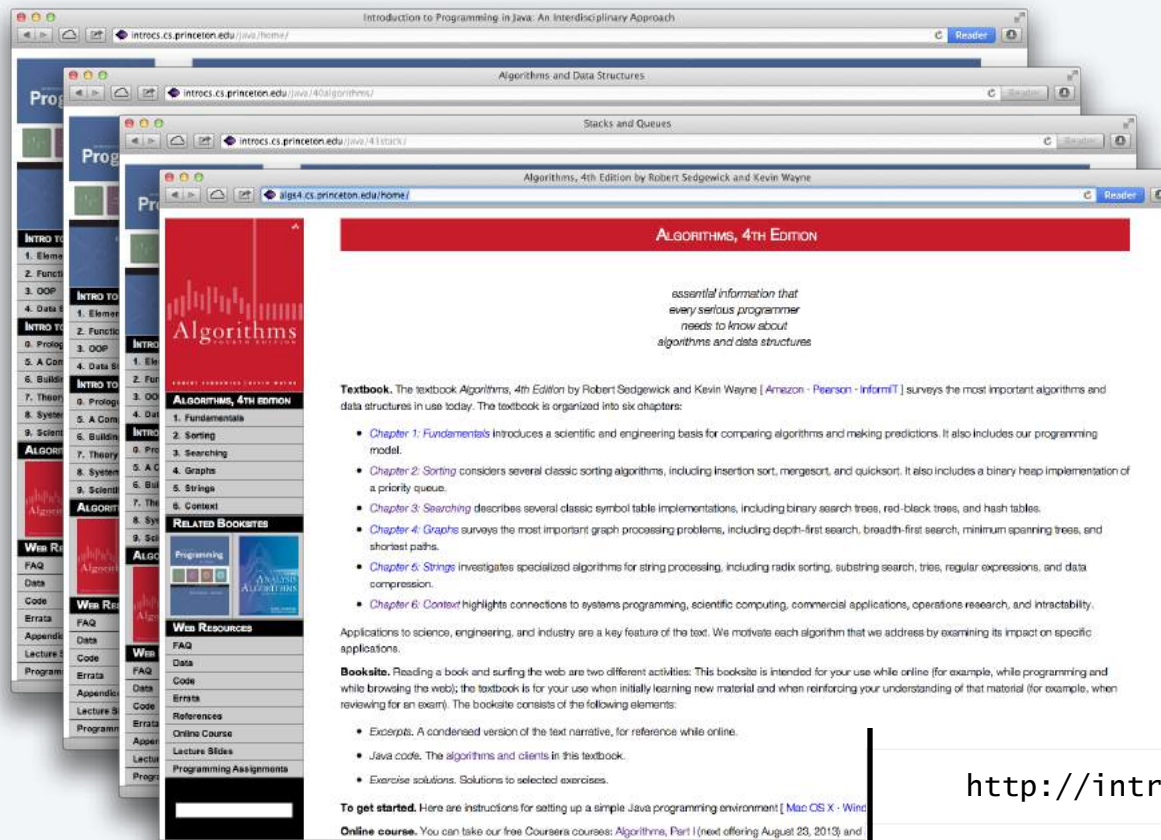 Introduction to Programming in Java: An Interdisciplinary Approach
introcs.cs.princeton.edu/java/home/
Reader
Algorithms and Data Structures
introcs.cs.princeton.edu/java/40algorithms/
Reader
Stacks and Queues
introcs.cs.princeton.edu/java/43stack/
Reader
Algorithms, 4th Edition by Robert Sedgewick and Kevin Wayne
algs4.cs.princeton.edu/home/
Reader
Algorithms
FOURTH EDITION
ROBERT SEDGEWICK | KEVIN WAYNE
ALGORITHMS, 4TH EDITION
1. Fundamentals
2. Sorting
3. Searching
4. Graphs
5. Strings
6. Context
RELATED BOOKSITES
Programming
ANALYSIS
ALGORITHMS
WEB RESOURCES
FAQ
Data
Code
Errata
References
Online Course
Lecture Slides
Programming Assignments
ALGORITHMS, 4TH EDITION
essential information that
every serious programmer
needs to know about
algorithms and data structures
Textbook. The textbook Algorithms, 4th Edition by Robert Sedgewick and Kevin Wayne [ Amazon · Pearson · InformIT ] surveys the most important algorithms and
data structures in use today. The textbook is organized into six chapters:
• Chapter 1: Fundamentals introduces a scientific and engineering basis for comparing algorithms and making predictions. It also includes our programming
model.
• Chapter 2: Sorting considers several classic sorting algorithms, including insertion sort, mergesort, and quicksort. It also includes a binary heap implementation of
a priority queue.
• Chapter 3: Searching describes several classic symbol table implementations, including binary search trees, red-black trees, and hash tables.
• Chapter 4: Graphs surveys the most important graph processing problems, including depth-first search, breadth-first search, minimum spanning trees, and
shortest paths.
• Chapter 5: Strings investigates specialized algorithms for string processing, including radix sorting, substring search, tries, regular expressions, and data
compression.
• Chapter 6: Context highlights connections to systems programming, scientific computing, commercial applications, operations research, and intractability.
Applications to science, engineering, and industry are a key feature of the text. We motivate each algorithm that we address by examining its impact on specific
applications.
Booksite. Reading a book and surfing the web are two different activities: This booksite is intended for your use while online (for example, while programming and
while browsing the web); the textbook is for your use when initially learning new material and when reinforcing your understanding of that material (for example, when
reviewing for an exam). The booksite consists of the following elements:
• Excerpts. A condensed version of the text narrative, for reference while online.
• Java code. The algorithms and clients in this textbook.
• Exercise solutions. Solutions to selected exercises.
To get started. Here are instructions for setting up a simple Java programming environment [ Mac OS X · Wind
Online course. You can take our free Coursera courses: Algorithms, Part I (next offering August 23, 2013) and
http://intr